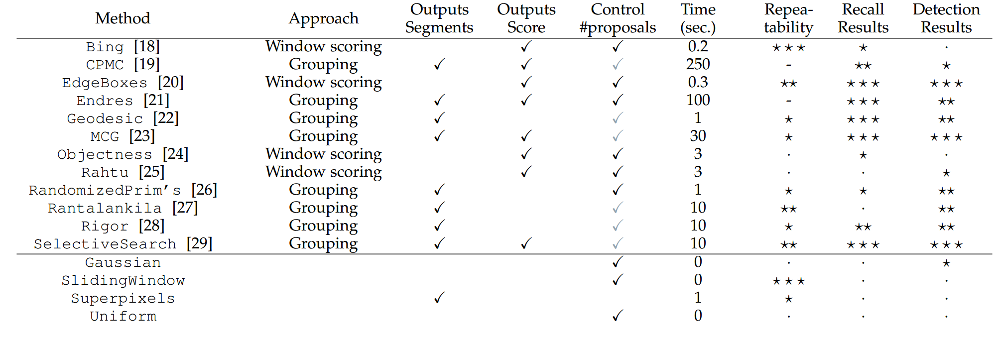 Method Approach Outputs Segments Outputs Score Control #proposals Time (sec.) Repea-tability Recall Results Detection Results
Bing [18] Window scoring ✓ ✓ 0.2 ⋆⋆⋆ ⋆ ·
CPMC [19] Grouping ✓ ✓ ✓ 250 - ⋆⋆ ⋆
EdgeBoxes [20] Window scoring ✓ ✓ 0.3 ⋆⋆ ⋆⋆⋆ ⋆⋆⋆
Endres [21] Grouping ✓ ✓ ✓ 100 - ⋆⋆⋆ ⋆⋆
Geodesic [22] Grouping ✓ ✓ 1 ⋆ ⋆⋆⋆ ⋆⋆
MCG [23] Grouping ✓ ✓ ✓ 30 ⋆ ⋆⋆⋆ ⋆⋆⋆
Objectness [24] Window scoring ✓ ✓ 3 · ⋆ ·
Rahtu [25] Window scoring ✓ ✓ 3 · · ⋆
RandomizedPrim's [26] Grouping ✓ ✓ 1 ⋆ ⋆ ⋆⋆
Rantalankila [27] Grouping ✓ ✓ 10 ⋆⋆ · ⋆⋆
Rigor [28] Grouping ✓ ✓ 10 ⋆ ⋆⋆ ⋆⋆
SelectiveSearch [29] Grouping ✓ ✓ ✓ 10 ⋆⋆ ⋆⋆⋆ ⋆⋆⋆
Gaussian ✓ 0 · · ⋆
SlidingWindow ✓ 0 ⋆⋆⋆ · ·
Superpixels ✓ 1 ⋆ · ·
Uniform ✓ 0 · · ·